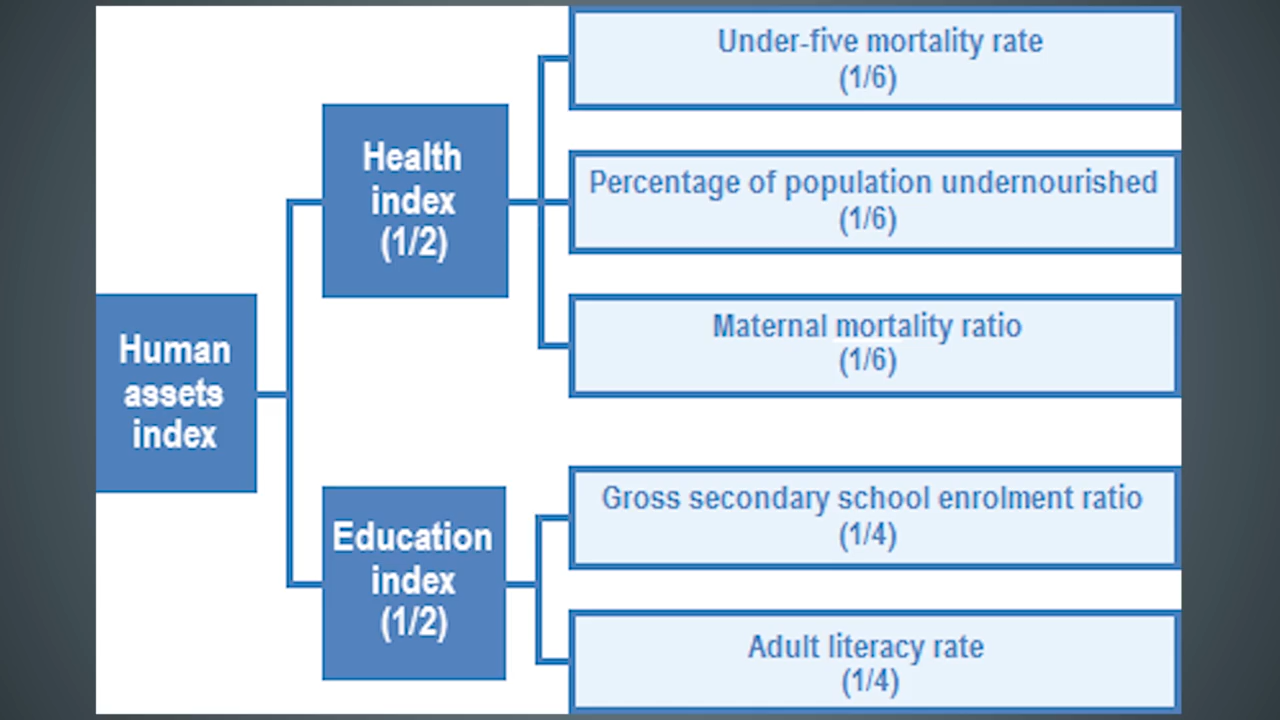 Human
assets
index
Health
index
(1/2)
Under-five mortality rate
(1/6)
Percentage of population undernourished
(1/6)
Maternal mortality ratio
(1/6)
Education
index
(1/2)
Gross secondary school enrolment ratio
(1/4)
Adult literacy rate
(1/4)